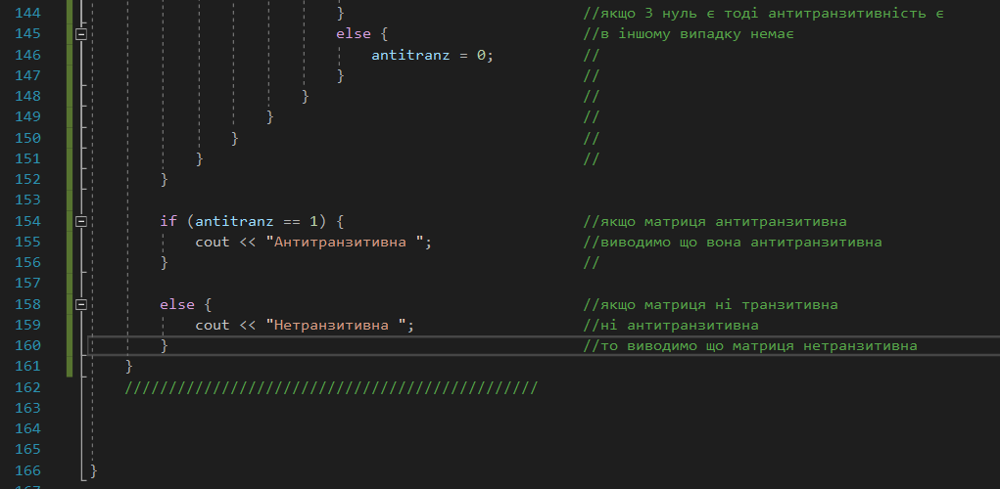 144 } //якщо 3 нуль є тоді антитранзитивність є
145 else { //в іншому випадку немає
146 antitranz = 0; //
147 } //
148 } //
149 } //
150 } //
151 } //
152 }
153
154 if (antitranz == 1) { //якщо матриця антитранзитивна
155 cout << "Антитранзитивна "; //виводимо що вона антитранзитивна
156 } //
157
158 else { //якщо матриця ні транзитивна
159 cout << "Нетранзитивна "; //ні антитранзитивна
160 } //то виводимо що матриця нетранзитивна
161 }
162 ///////////////////////////////////////////////
163
164
165
166 }